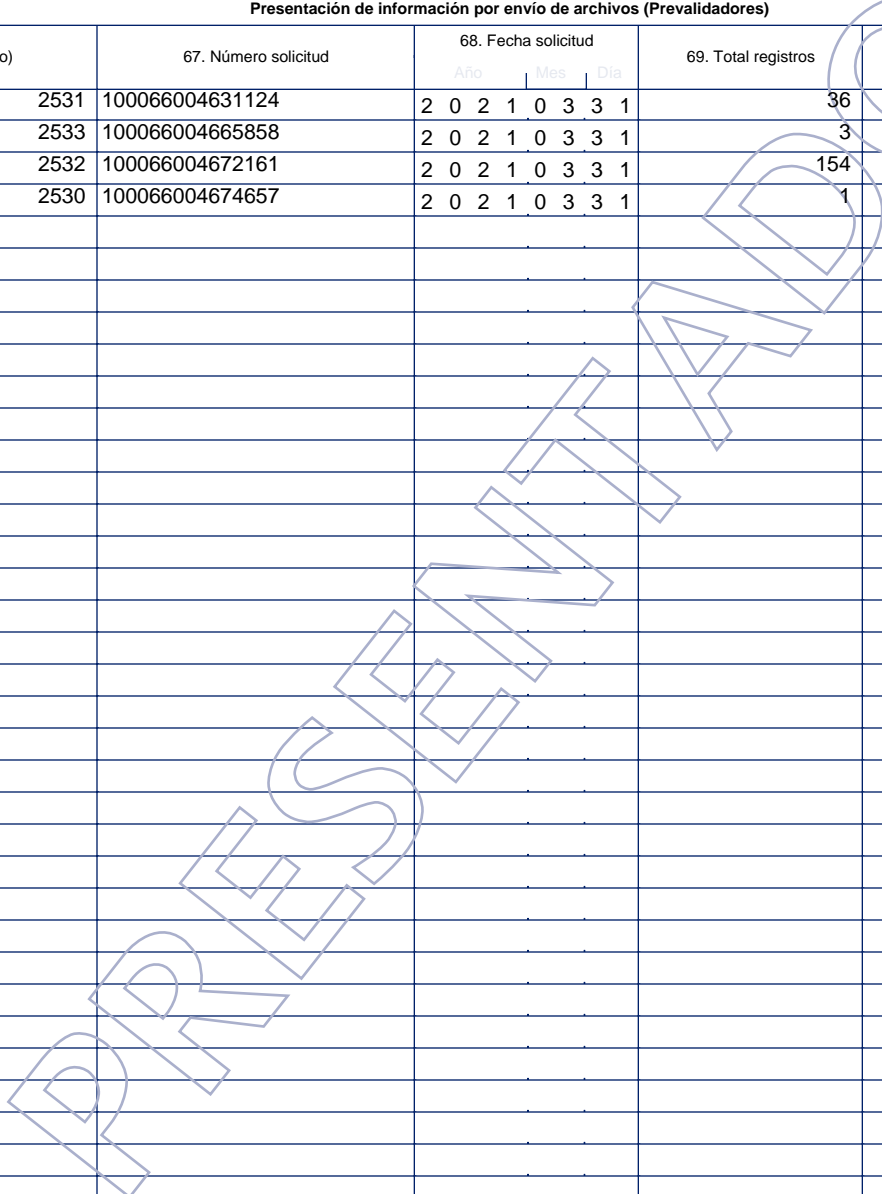 Presentación de información por envío de archivos (Prevalidadores)
o) 67. Número solicitud 68. Fecha solicitud 69. Total registros
Año Mes Día
2531 100066004631124 2 0 2 1 0 3 3 1 36
2533 100066004665858 2 0 2 1 0 3 3 1 3
2532 100066004672161 2 0 2 1 0 3 3 1 154
2530 100066004674657 2 0 2 1 0 3 3 1 1
PRESENTADO